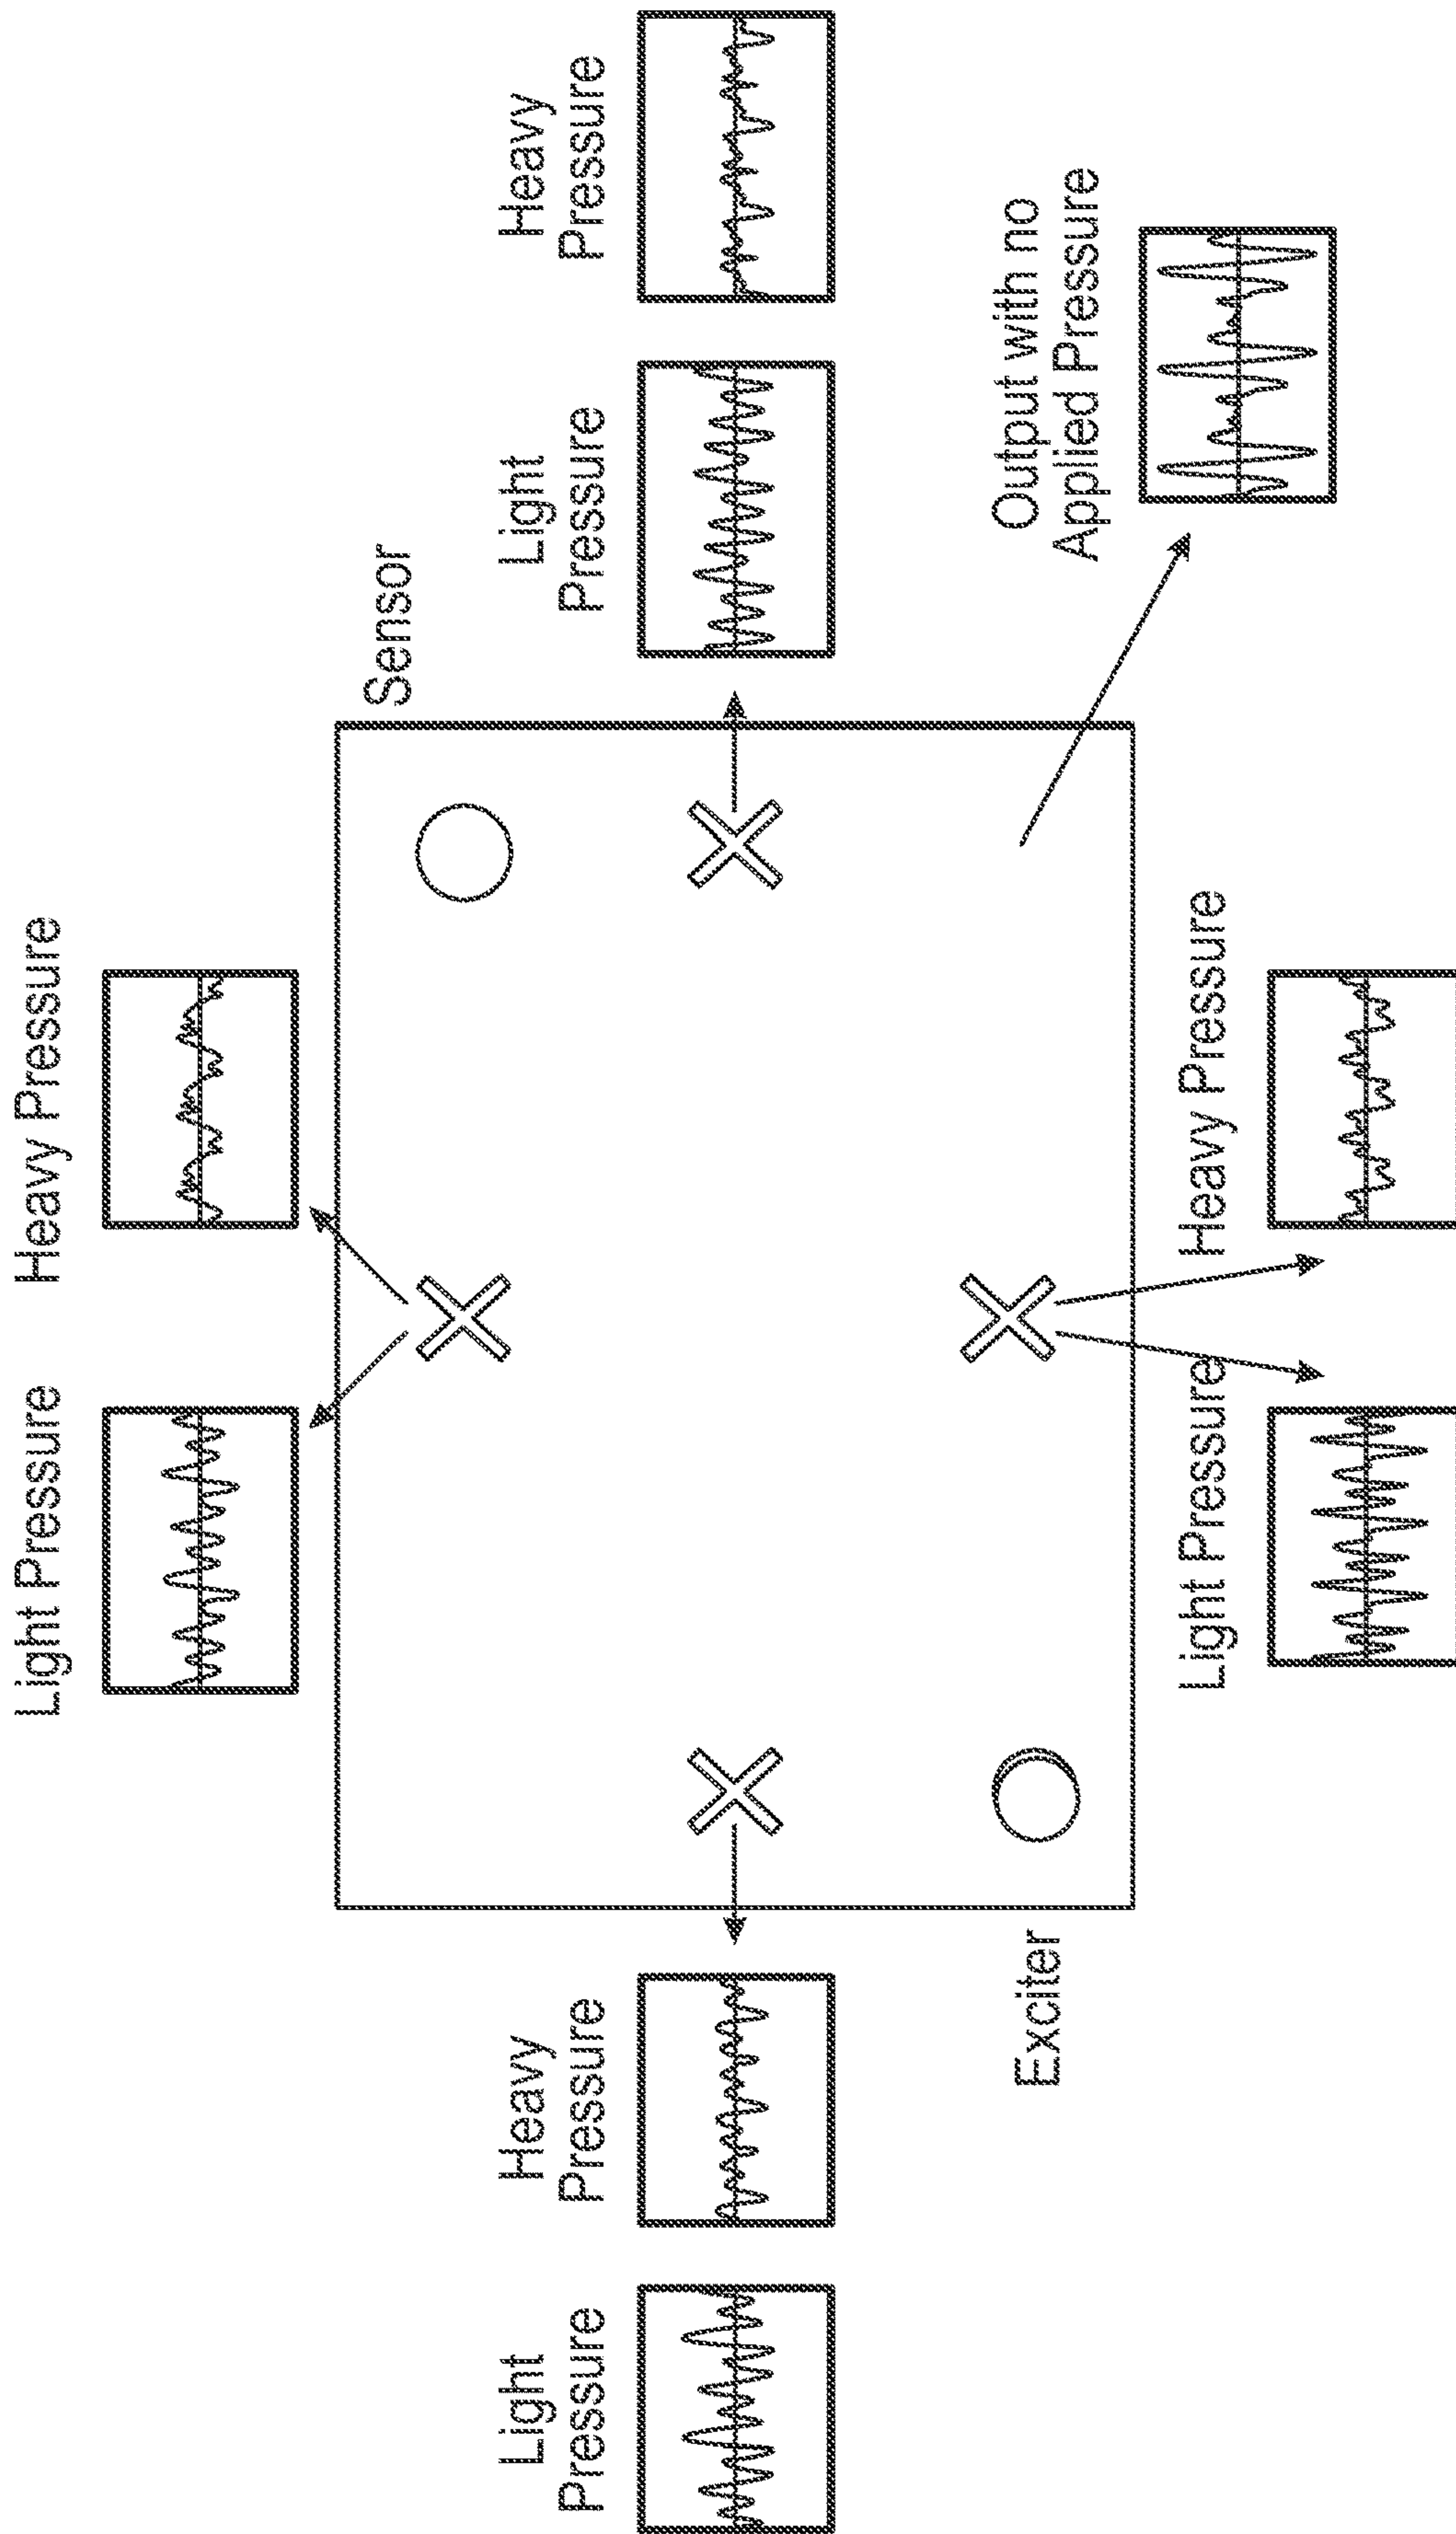 Light Pressure
Heavy Pressure
Light
Pressure
Heavy
Pressure
Sensor
Light
Pressure
Heavy
Pressure
Exciter
Light Pressure
Heavy Pressure
Output with no
Applied Pressure